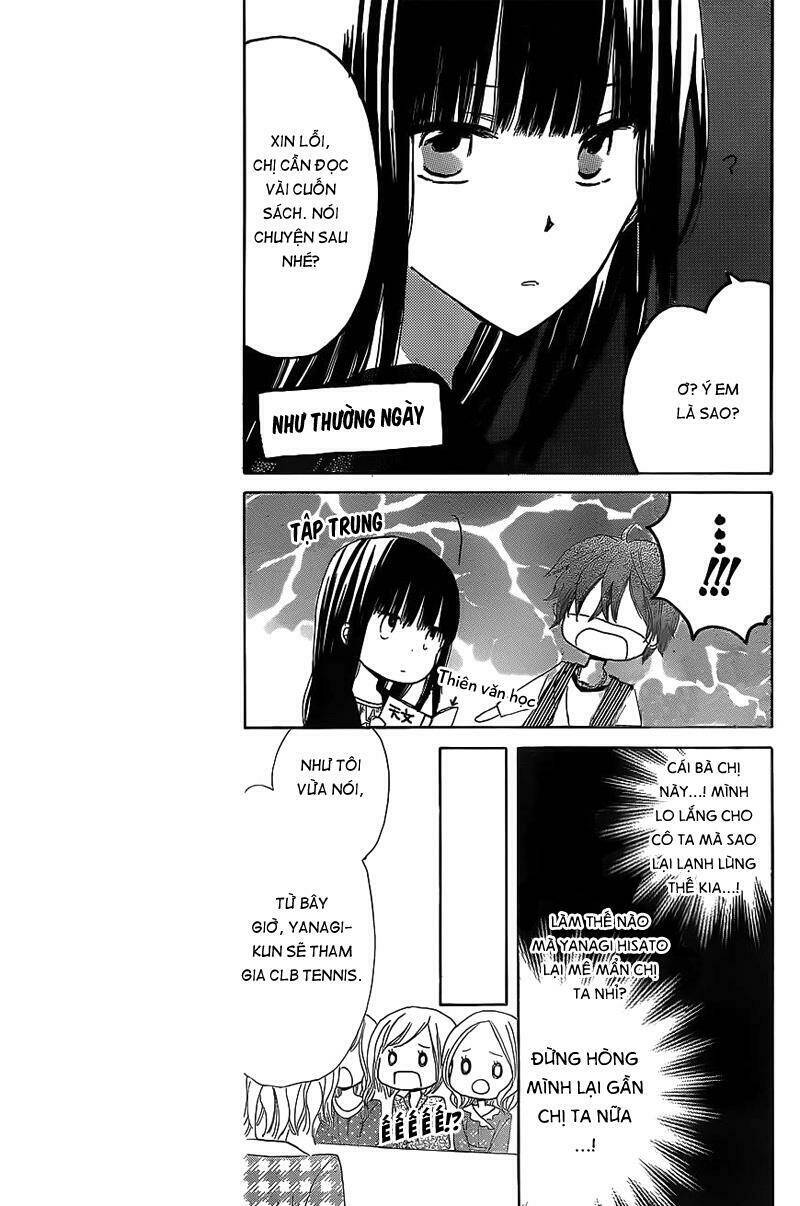 ?
Ơ? Ý EM
LÀ SAO?
XIN LỖI,
CHỊ CẦN ĐỌC
VÀI CUỐN
SÁCH. NÓI
CHUYỆN SAU
NHÉ?
NHƯ THƯỜNG NGÀY
...!!!
TẬP TRUNG
Thiên văn học
天文
CÁI BÀ CHỊ
NÀY...! MÌNH
LO LẮNG CHO
CÔ TA MÀ SAO
LẠI LẠNH LÙNG
THẾ KIA...!
LÀM THẾ NÀO
MÀ YANAGI HISATO
LẠI MÊ MẨN CHỊ
TA NHỈ?
ĐỪNG HÒNG
MÌNH LẠI GẦN
CHỊ TA NỮA
...!
NHƯ TÔI
VỪA NÓI,
TỪ BÂY
GIỜ, YANAGI-
KUN SẼ THAM
GIA CLB TENNIS.
ẾẾẾẾẾ!?